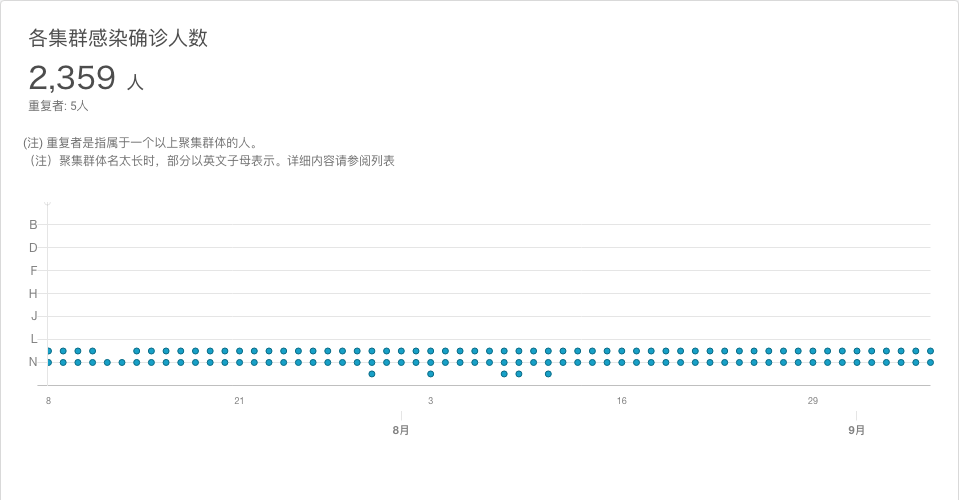 各集群感染确诊人数
2,359 人
重复者: 5人
(注) 重复者是指属于一个以上聚集群体的人。
（注）聚集群体名太长时，部分以英文子母表示。详细内容请参阅列表
B
D
F
H
J
L
N
8 21 3 16 29
8月 9月